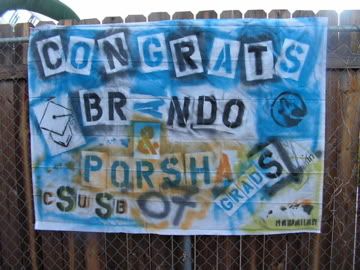 CONGRATS
BRANDO
&
PORSHA
GRADS!
CSUSB OT